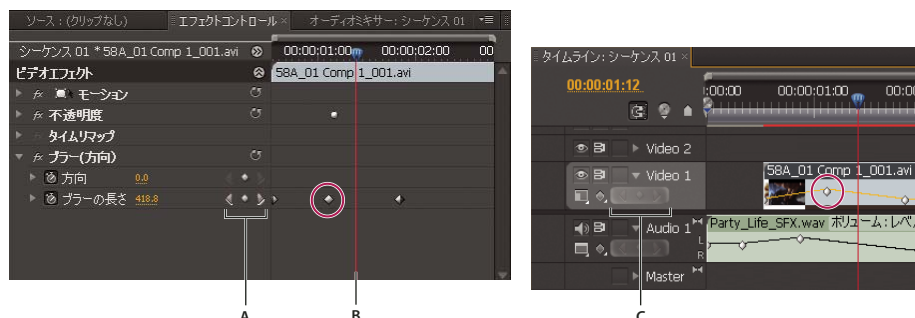 ソース : (クリップなし) エフェクトコントロール × オーディオミキサー: シーケンス 01
シーケンス 01 * 58A_01 Comp 1_001.avi
00:00:01:00 00:00:02:00 00
ビデオエフェクト
58A_01 Comp 1_001.avi
fx モーション
fx 不透明度
タイムリマップ
fx ブラー(方向)
方向 0.0
ブラーの長さ 418.8
A
B
タイムライン: シーケンス 01 ×
00:00:01:12
:00:00 00:00:01:00 00:0
Video 2
Video 1
58A_01 Comp 1_001.avi
Audio 1
Party_Life_SFX.wav ボリューム : レベ
L
R
Master
C